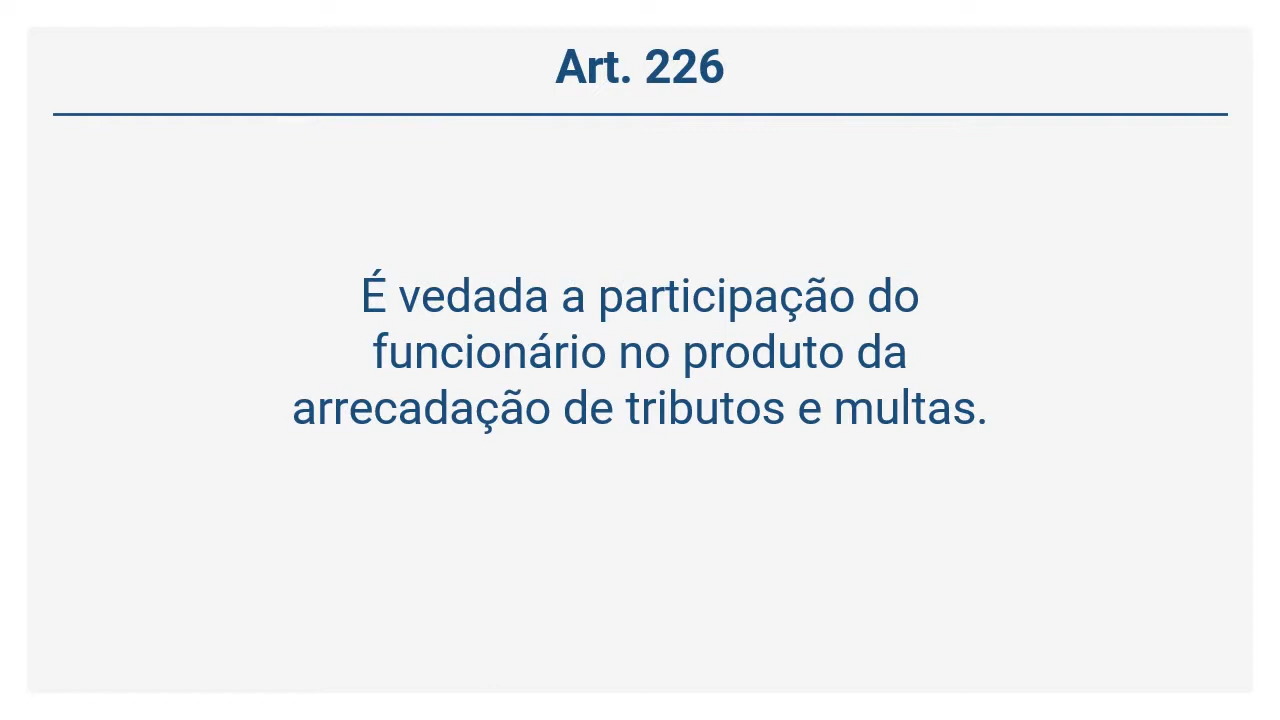 Art. 226
É vedada a participação do
funcionário no produto da
arrecadação de tributos e multas.